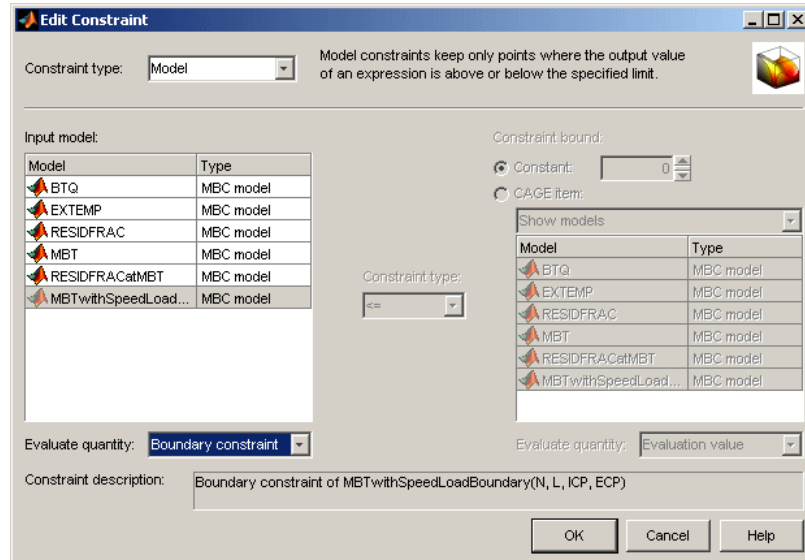 Edit Constraint
Constraint type: Model
Model constraints keep only points where the output value
of an expression is above or below the specified limit.
Input model:
Model Type
BTQ MBC model
EXTEMP MBC model
RESIDFRAC MBC model
MBT MBC model
RESIDFRACatMBT MBC model
MBTwithSpeedLoad... MBC model
Evaluate quantity: Boundary constraint
Constraint type:
<=
Constraint bound:
Constant: 0
CAGE item:
Show models
Model Type
BTQ MBC model
EXTEMP MBC model
RESIDFRAC MBC model
MBT MBC model
RESIDFRACatMBT MBC model
MBTwithSpeedLoad... MBC model
Evaluate quantity: Evaluation value
Constraint description: Boundary constraint of MBTwithSpeedLoadBoundary(N, L, ICP, ECP)
OK Cancel Help